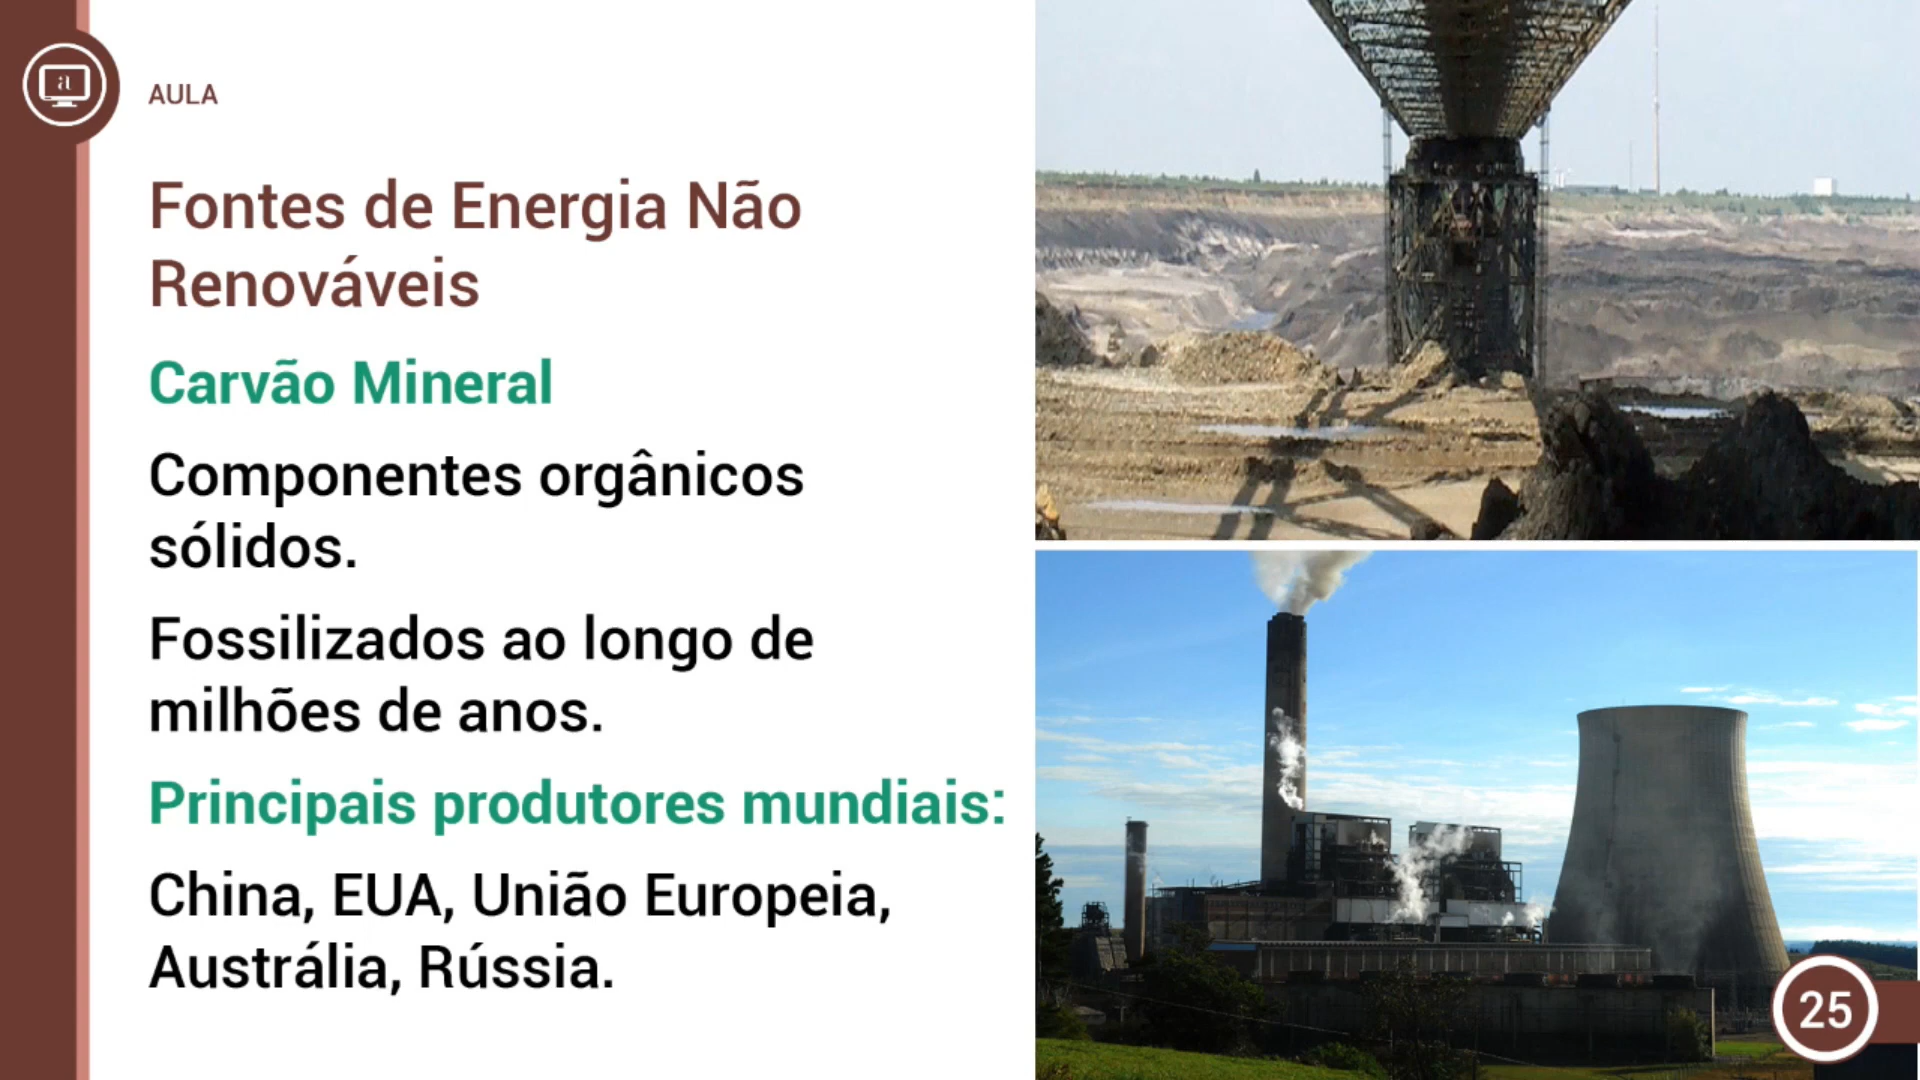 a
AULA
Fontes de Energia Não
Renováveis
Carvão Mineral
Componentes orgânicos
sólidos.
Fossilizados ao longo de
milhões de anos.
Principais produtores mundiais:
China, EUA, União Europeia,
Austrália, Rússia.
25